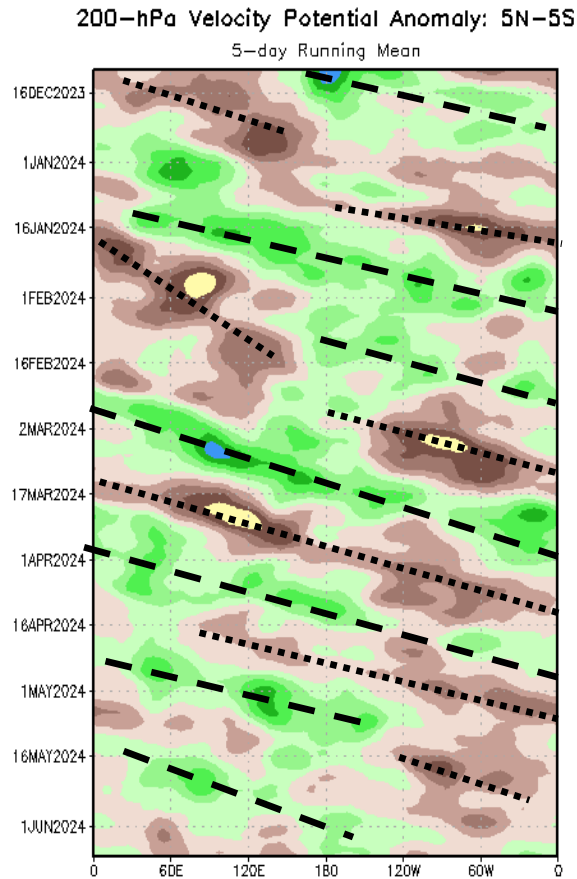 200-hPa Velocity Potential Anomaly: 5N-5S
5-day Running Mean
16DEC2023
1JAN2024
16JAN2024
1FEB2024
16FEB2024
2MAR2024
17MAR2024
1APR2024
16APR2024
1MAY2024
16MAY2024
1JUN2024
0 60E 120E 180 120W 60W 0